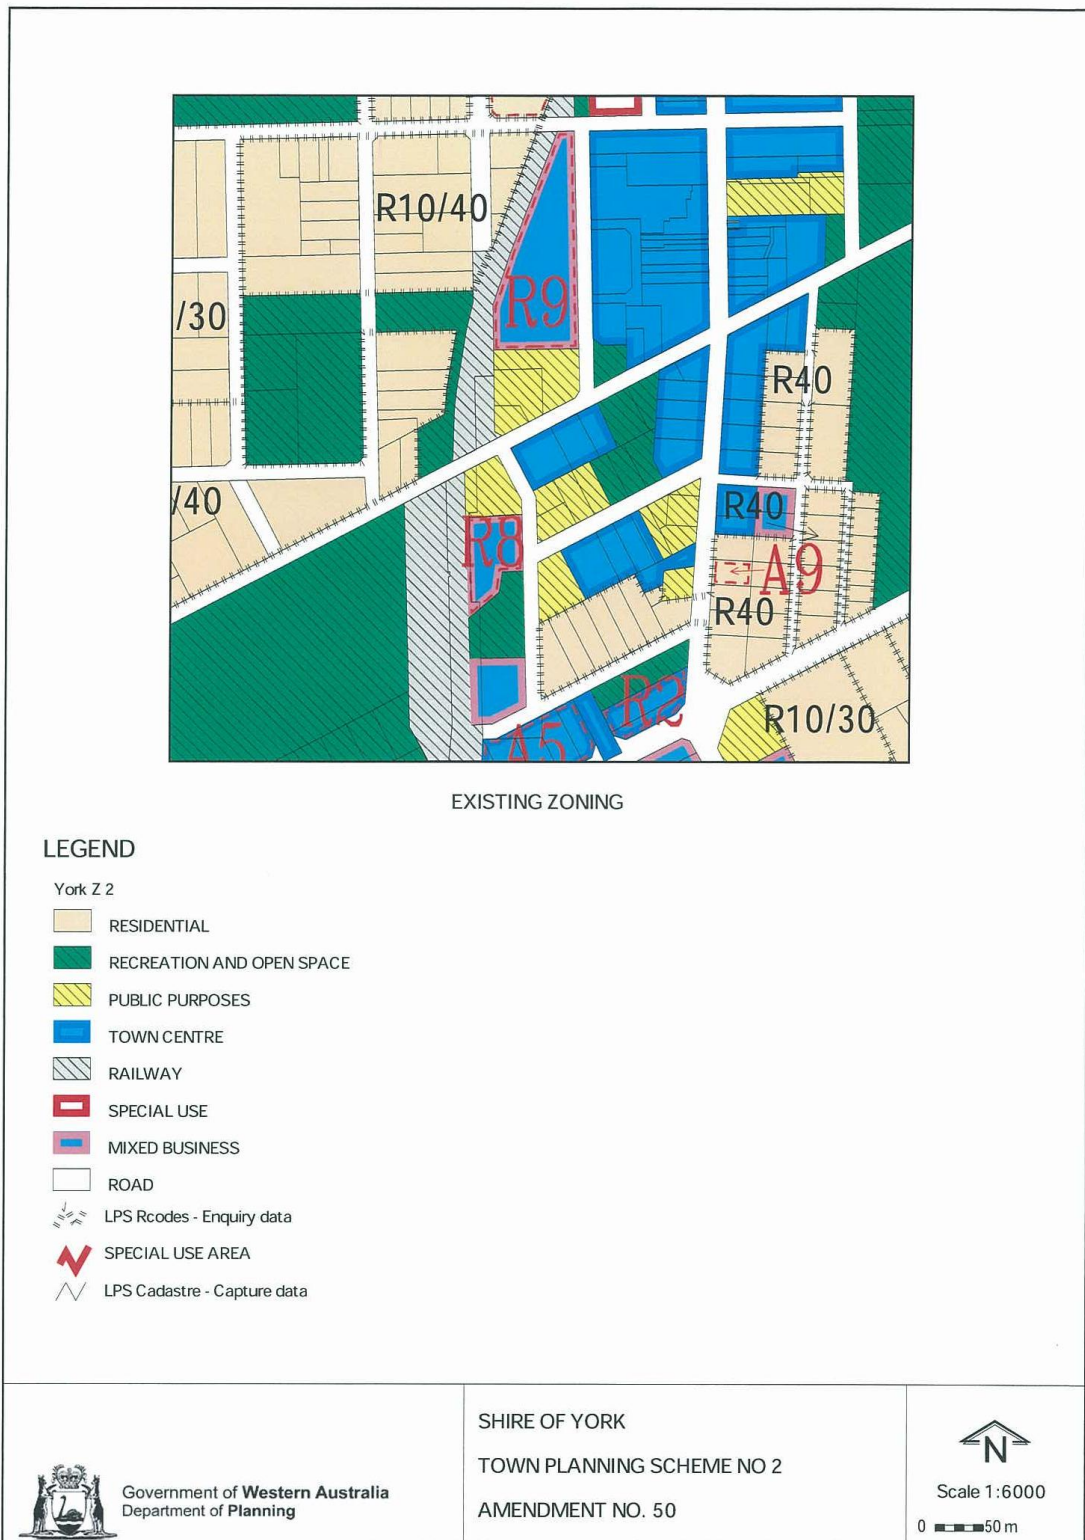 R10/40
R9
/30
R40
/40
R40
R8
A9
R40
R2
R10/30
A5
EXISTING ZONING
LEGEND
York Z 2
RESIDENTIAL
RECREATION AND OPEN SPACE
PUBLIC PURPOSES
TOWN CENTRE
RAILWAY
SPECIAL USE
MIXED BUSINESS
ROAD
LPS Rcodes - Enquiry data
SPECIAL USE AREA
LPS Cadastre - Capture data
Government of Western Australia
Department of Planning
SHIRE OF YORK
TOWN PLANNING SCHEME NO 2
AMENDMENT NO. 50
N
Scale 1:6000
0 50 m